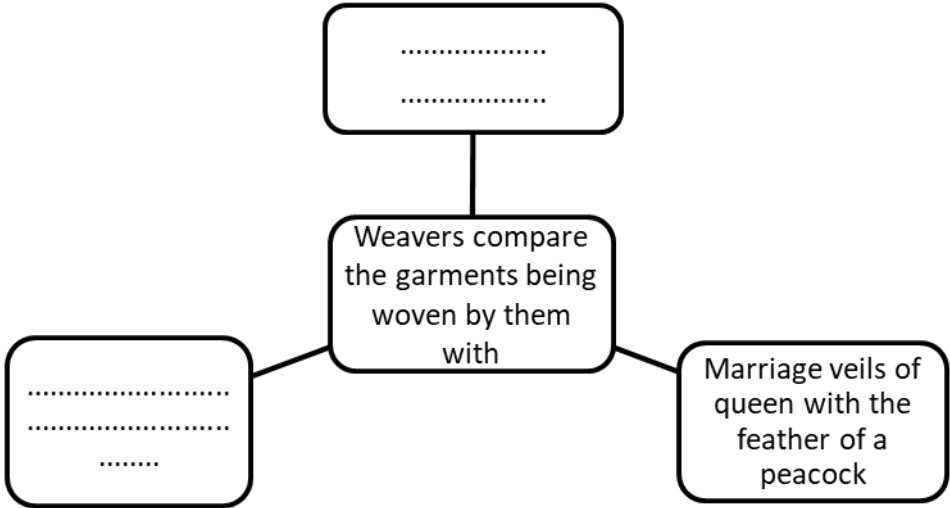 ...................
...................
Weavers compare
the garments being
woven by them
with
..........................
..........................
........
Marriage veils of
queen with the
feather of a
peacock